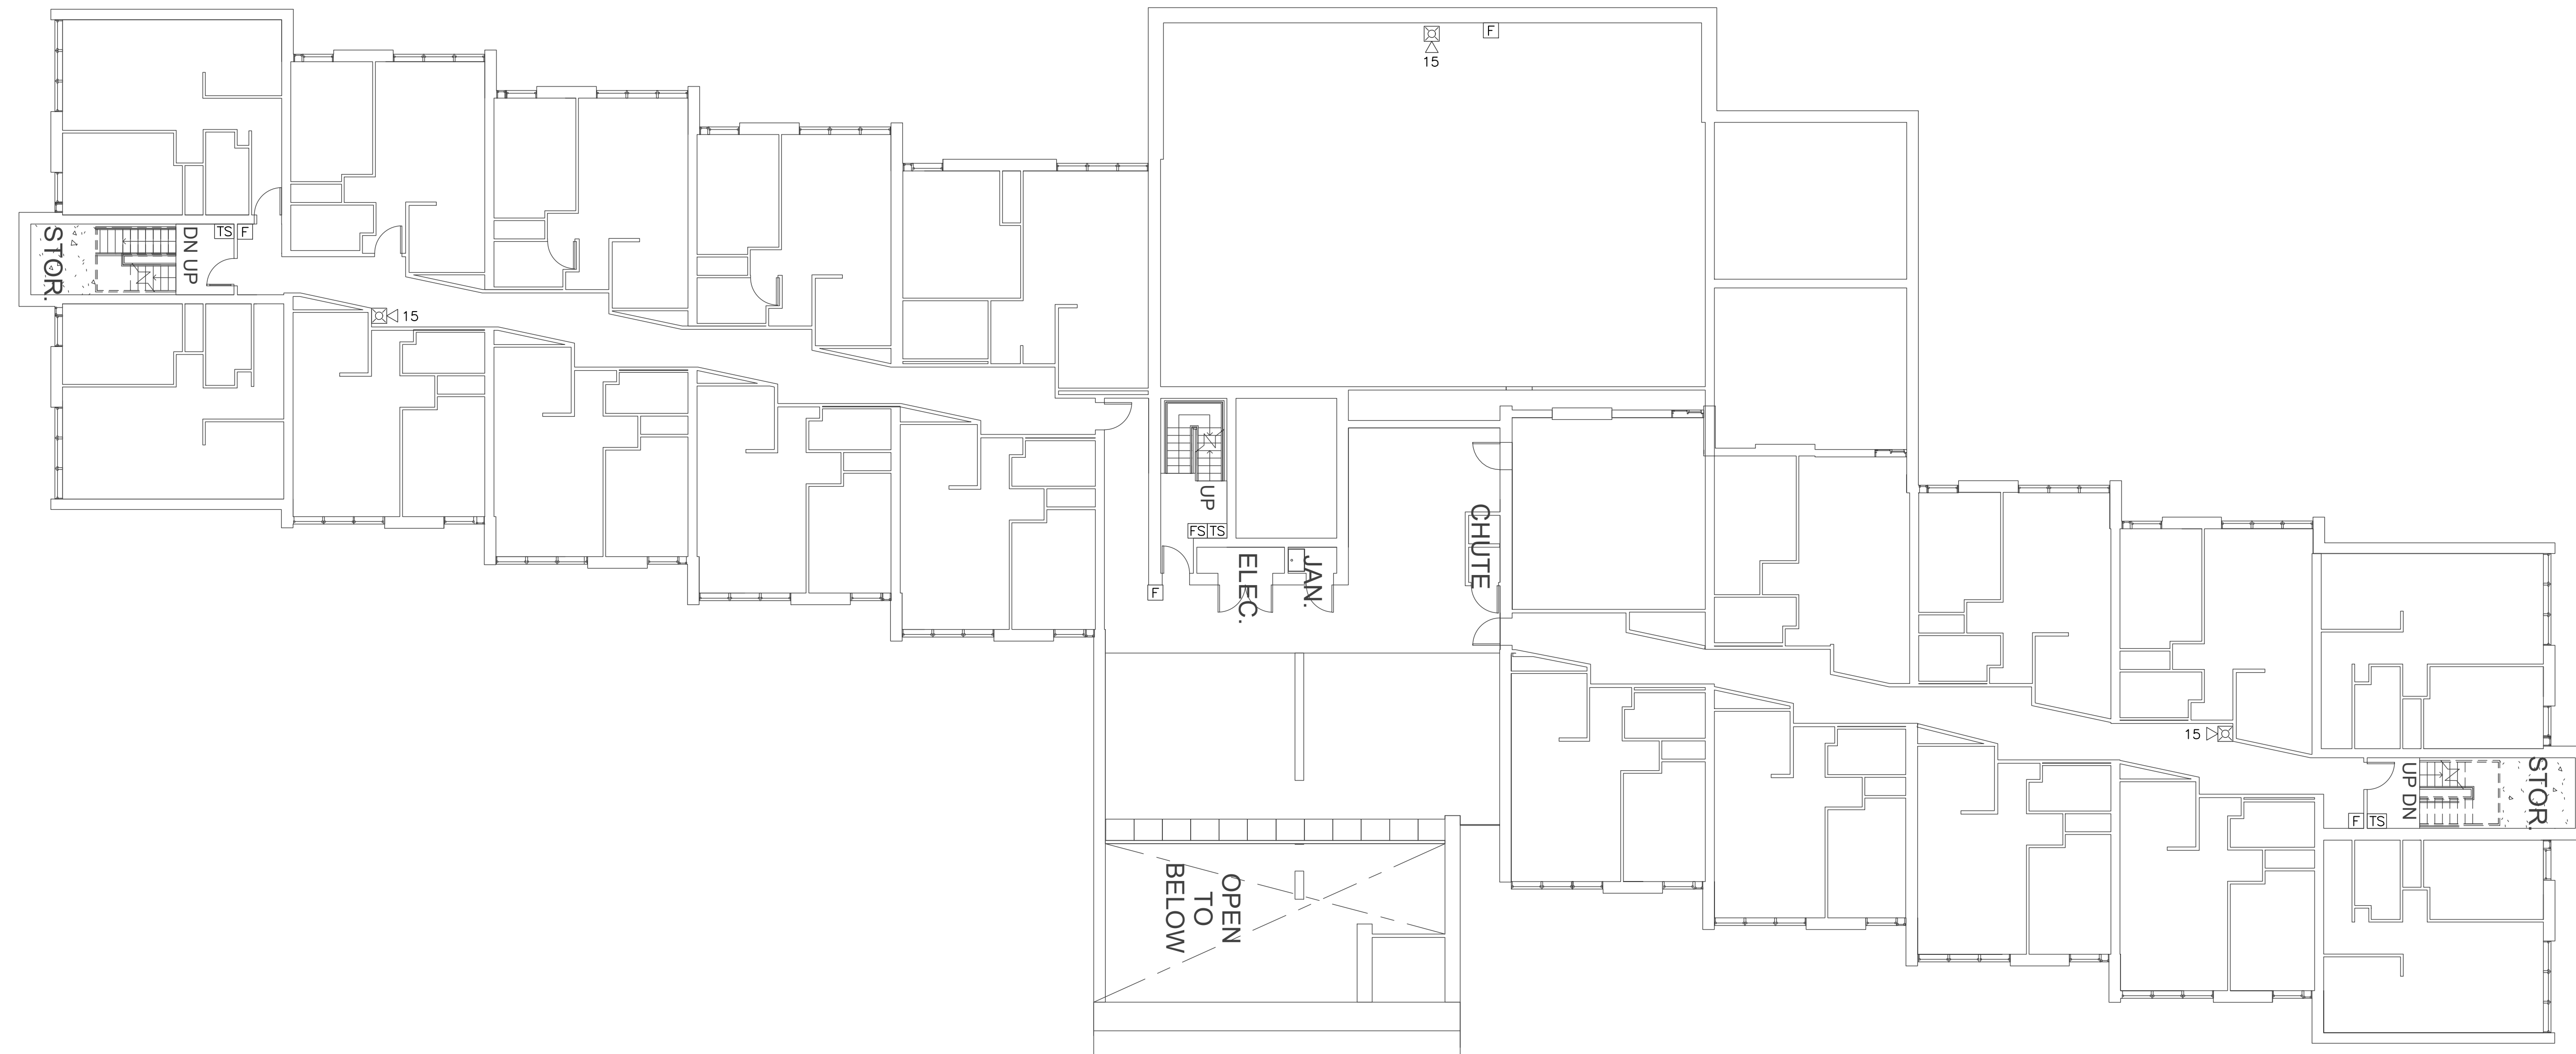 F
15
STOR.
DN UP
TS
F
15
UP
FS
TS
F
ELEC.
JAN.
CHUTE
15
OPEN
TO
BELOW
F
TS
UP DN
STOR.